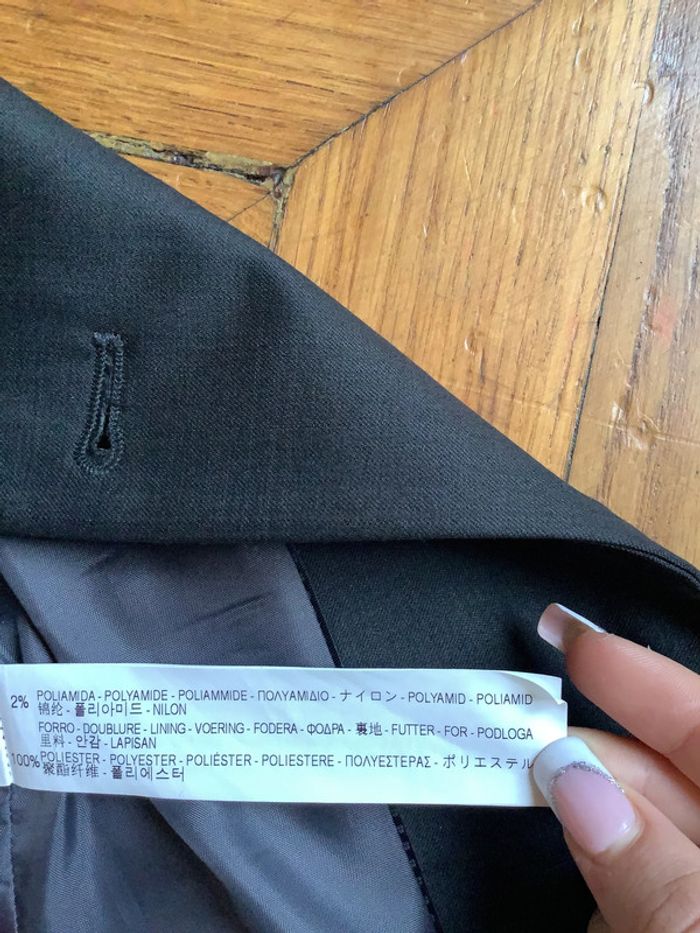 2% POLIAMIDA - POLYAMIDE - POLIAMMIDE - ΠΟΛΥΑΜΙΔΙΟ - ナイロン - POLYAMID - POLIAMID
锦纶 - 폴리아미드 - NILON
FORRO - DOUBLURE - LINING - VOERING - FODERA - ΦΟΔΡΑ - 裏地 - FUTTER - FOR - PODLOGA
里料 - 안감 - LAPISAN
100% POLIESTER - POLYESTER - POLIÉSTER - POLIESTERE - ΠΟΛΥΕΣΤΕΡΑΣ - ポリエステル
聚酯纤维 - 폴리에스터